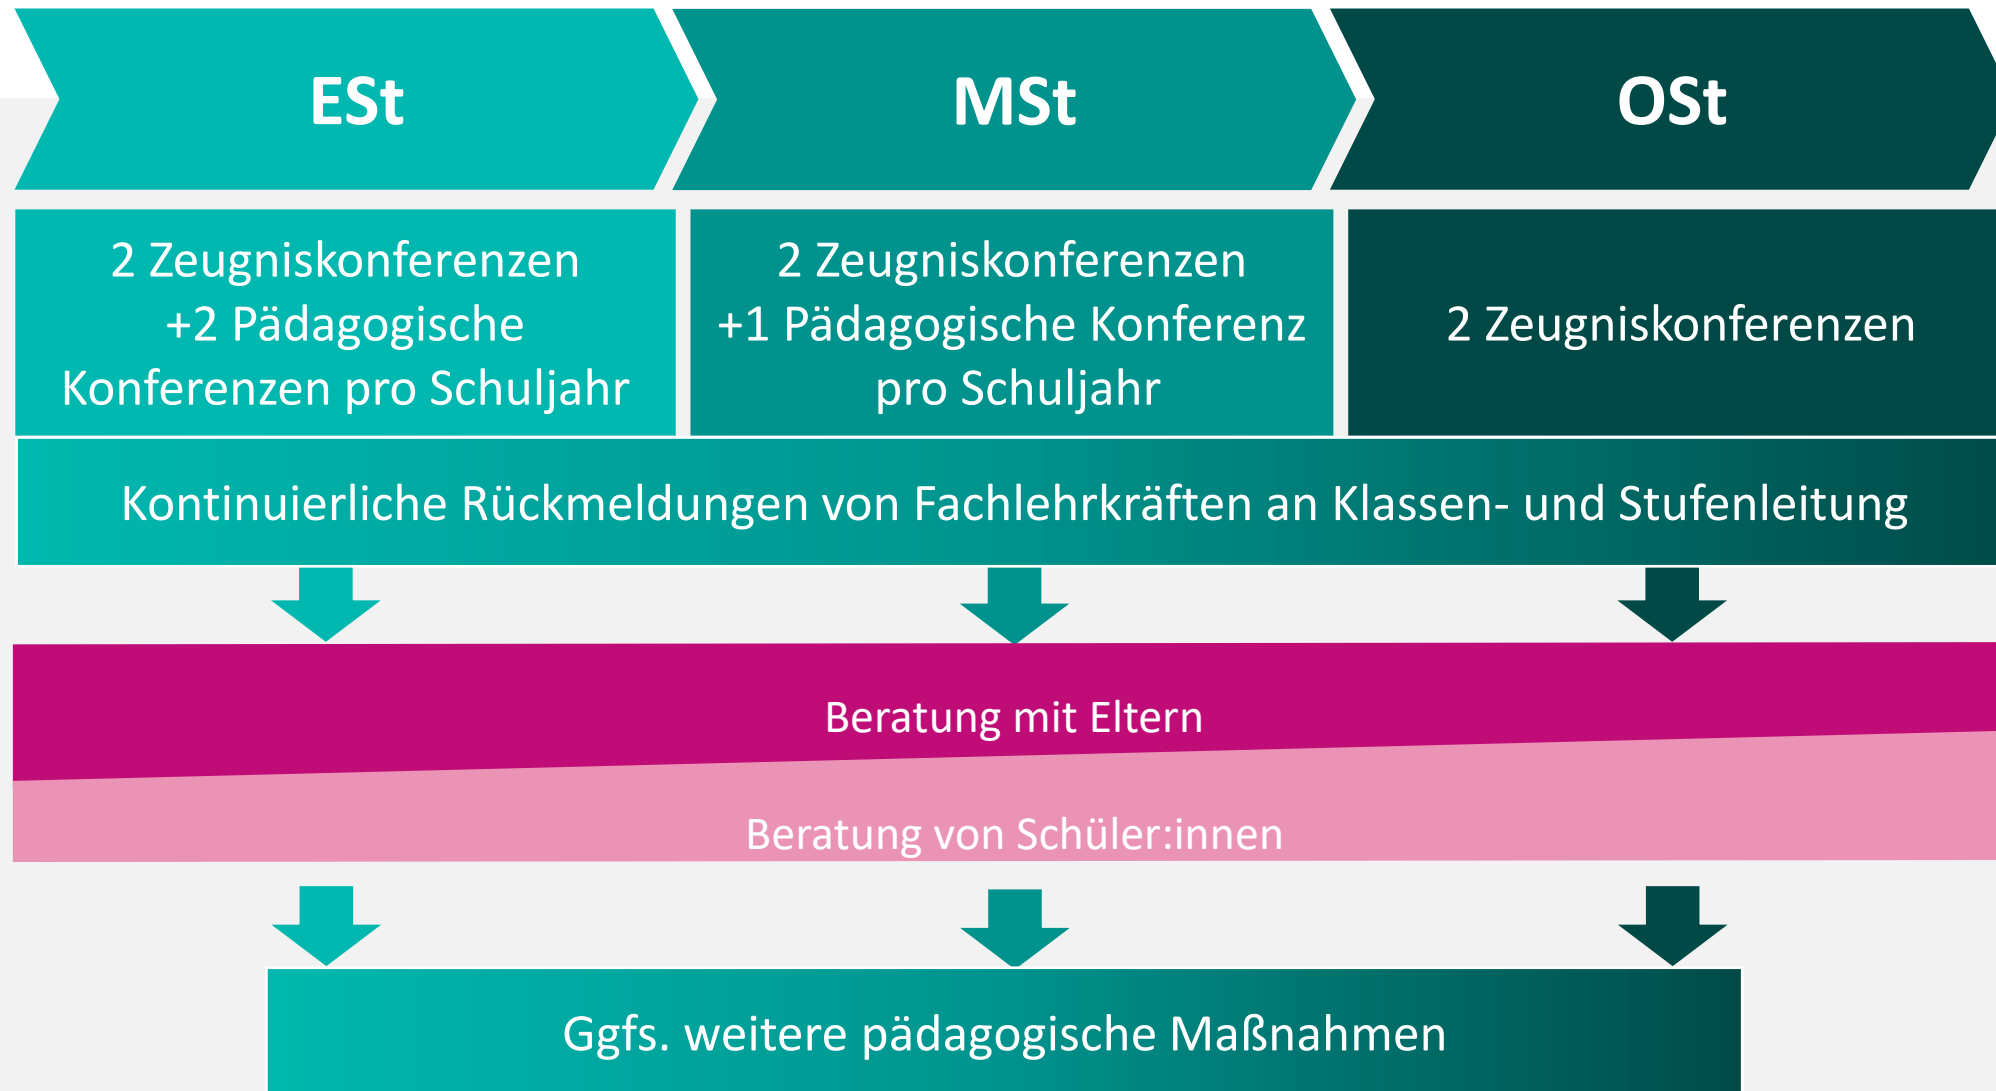 ESt
MSt
OSt
2 Zeugniskonferenzen
+2 Pädagogische
Konferenzen pro Schuljahr
2 Zeugniskonferenzen
+1 Pädagogische Konferenz
pro Schuljahr
2 Zeugniskonferenzen
Kontinuierliche Rückmeldungen von Fachlehrkräften an Klassen- und Stufenleitung
Beratung mit Eltern
Beratung von Schüler:innen
Ggfs. weitere pädagogische Maßnahmen